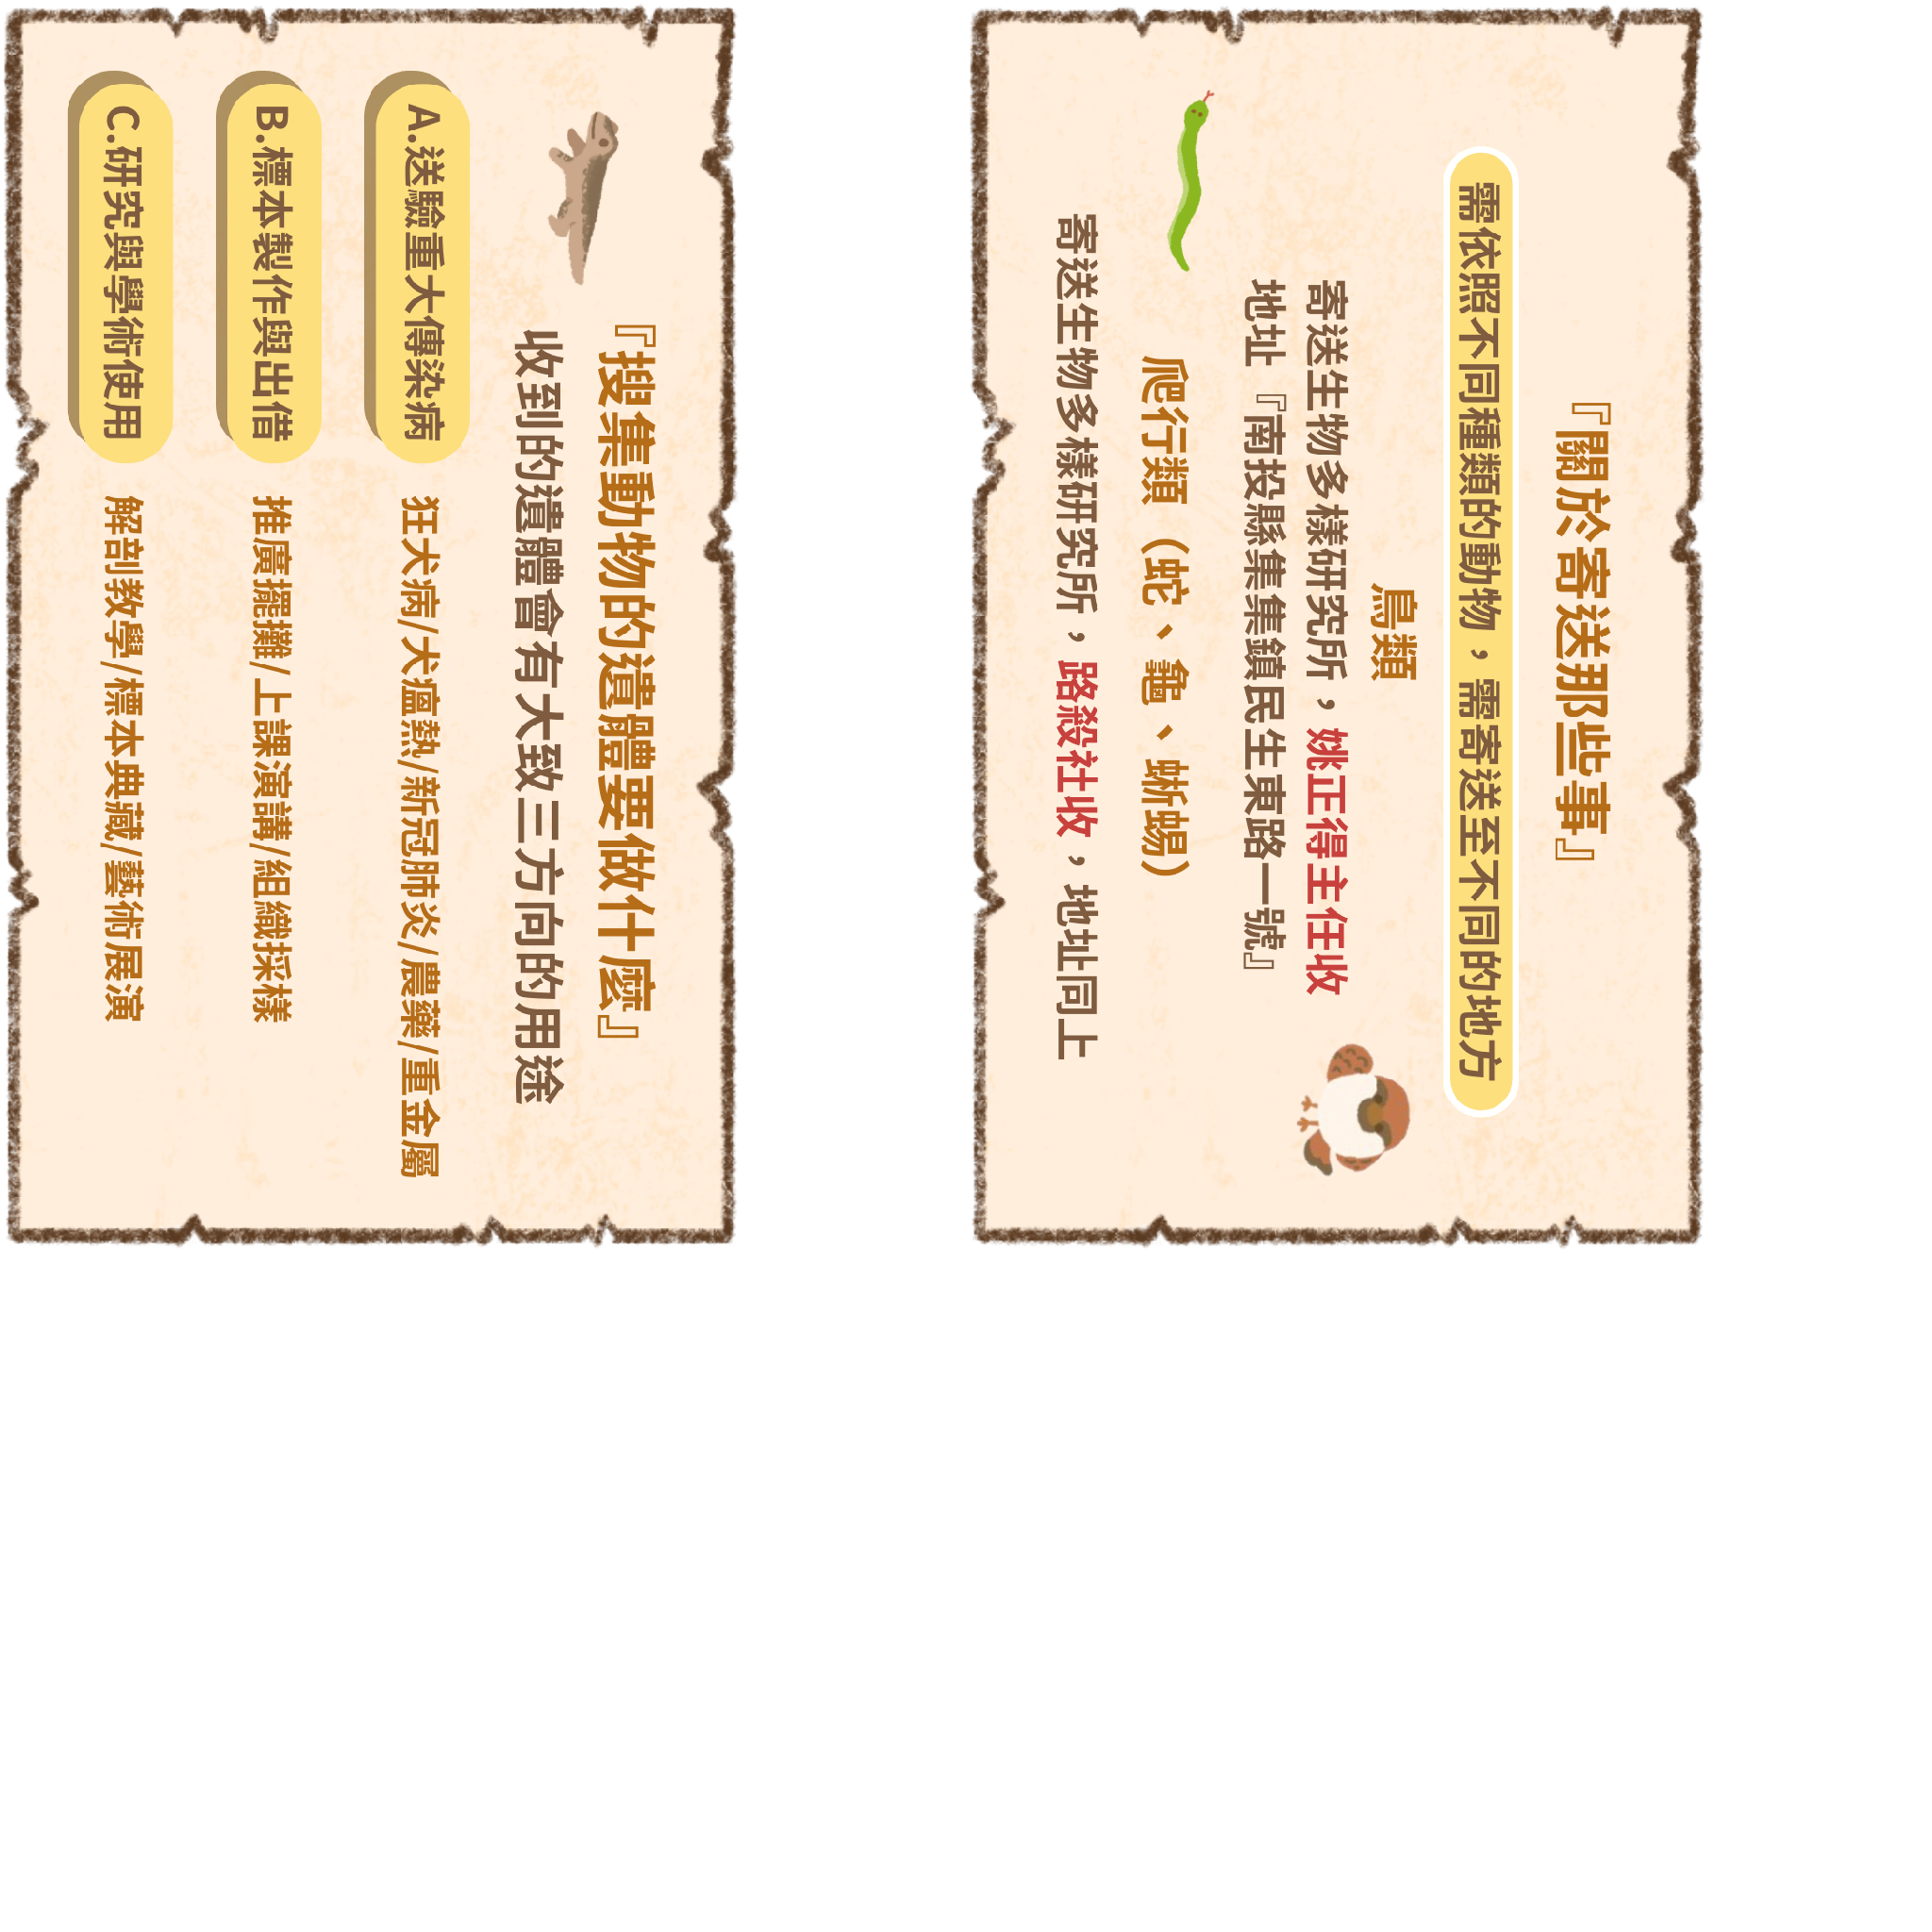 『關於寄送那些事』
需依照不同種類的動物，需寄送至不同的地方
鳥類
寄送生物多樣研究所，姚正得主任收
地址『南投縣集集鎮民生東路一號』
爬行類（蛇、龜、蜥蜴）
寄送生物多樣研究所，路殺社收，地址同上
『搜集動物的遺體要做什麼』
收到的遺體會有大致三方向的用途
A.送驗重大傳染病
狂犬病/犬瘟熱/新冠肺炎/農藥/重金屬
B.標本製作與出借
推廣擺攤/上課演講/組織採樣
C.研究與學術使用
解剖教學/標本典藏/藝術展演